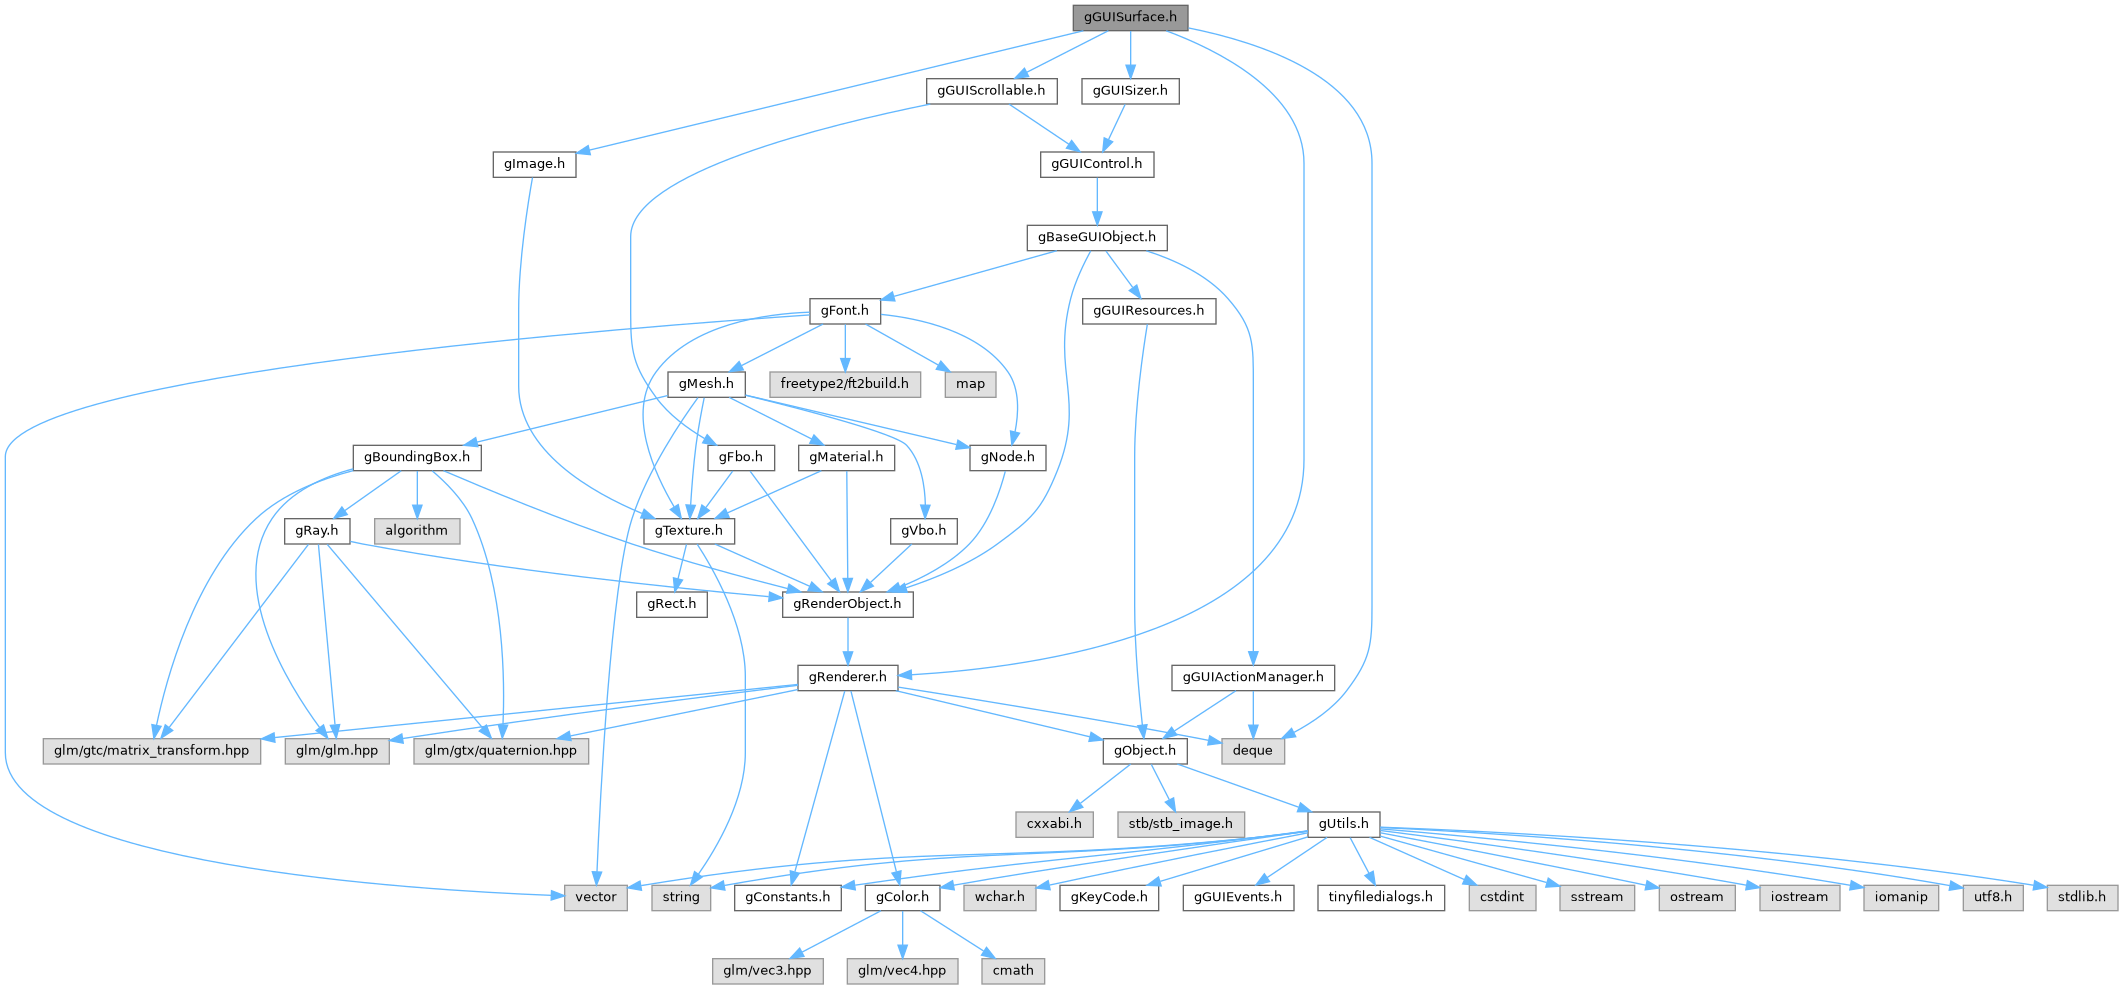 gGUISurface.h
gGUIScrollable.h
gGUISizer.h
gImage.h
gGUIControl.h
gBaseGUIObject.h
gFont.h
gGUIResources.h
gMesh.h
freetype2/ft2build.h
map
gBoundingBox.h
gFbo.h
gMaterial.h
gNode.h
gRay.h
algorithm
gTexture.h
gVbo.h
gRect.h
gRenderObject.h
gRenderer.h
gGUIActionManager.h
glm/gtc/matrix_transform.hpp
glm/glm.hpp
glm/gtx/quaternion.hpp
gObject.h
deque
cxxabi.h
stb/stb_image.h
gUtils.h
vector
string
gConstants.h
gColor.h
wchar.h
gKeyCode.h
gGUIEvents.h
tinyfiledialogs.h
cstdint
sstream
ostream
iostream
iomanip
utf8.h
stdlib.h
glm/vec3.hpp
glm/vec4.hpp
cmath